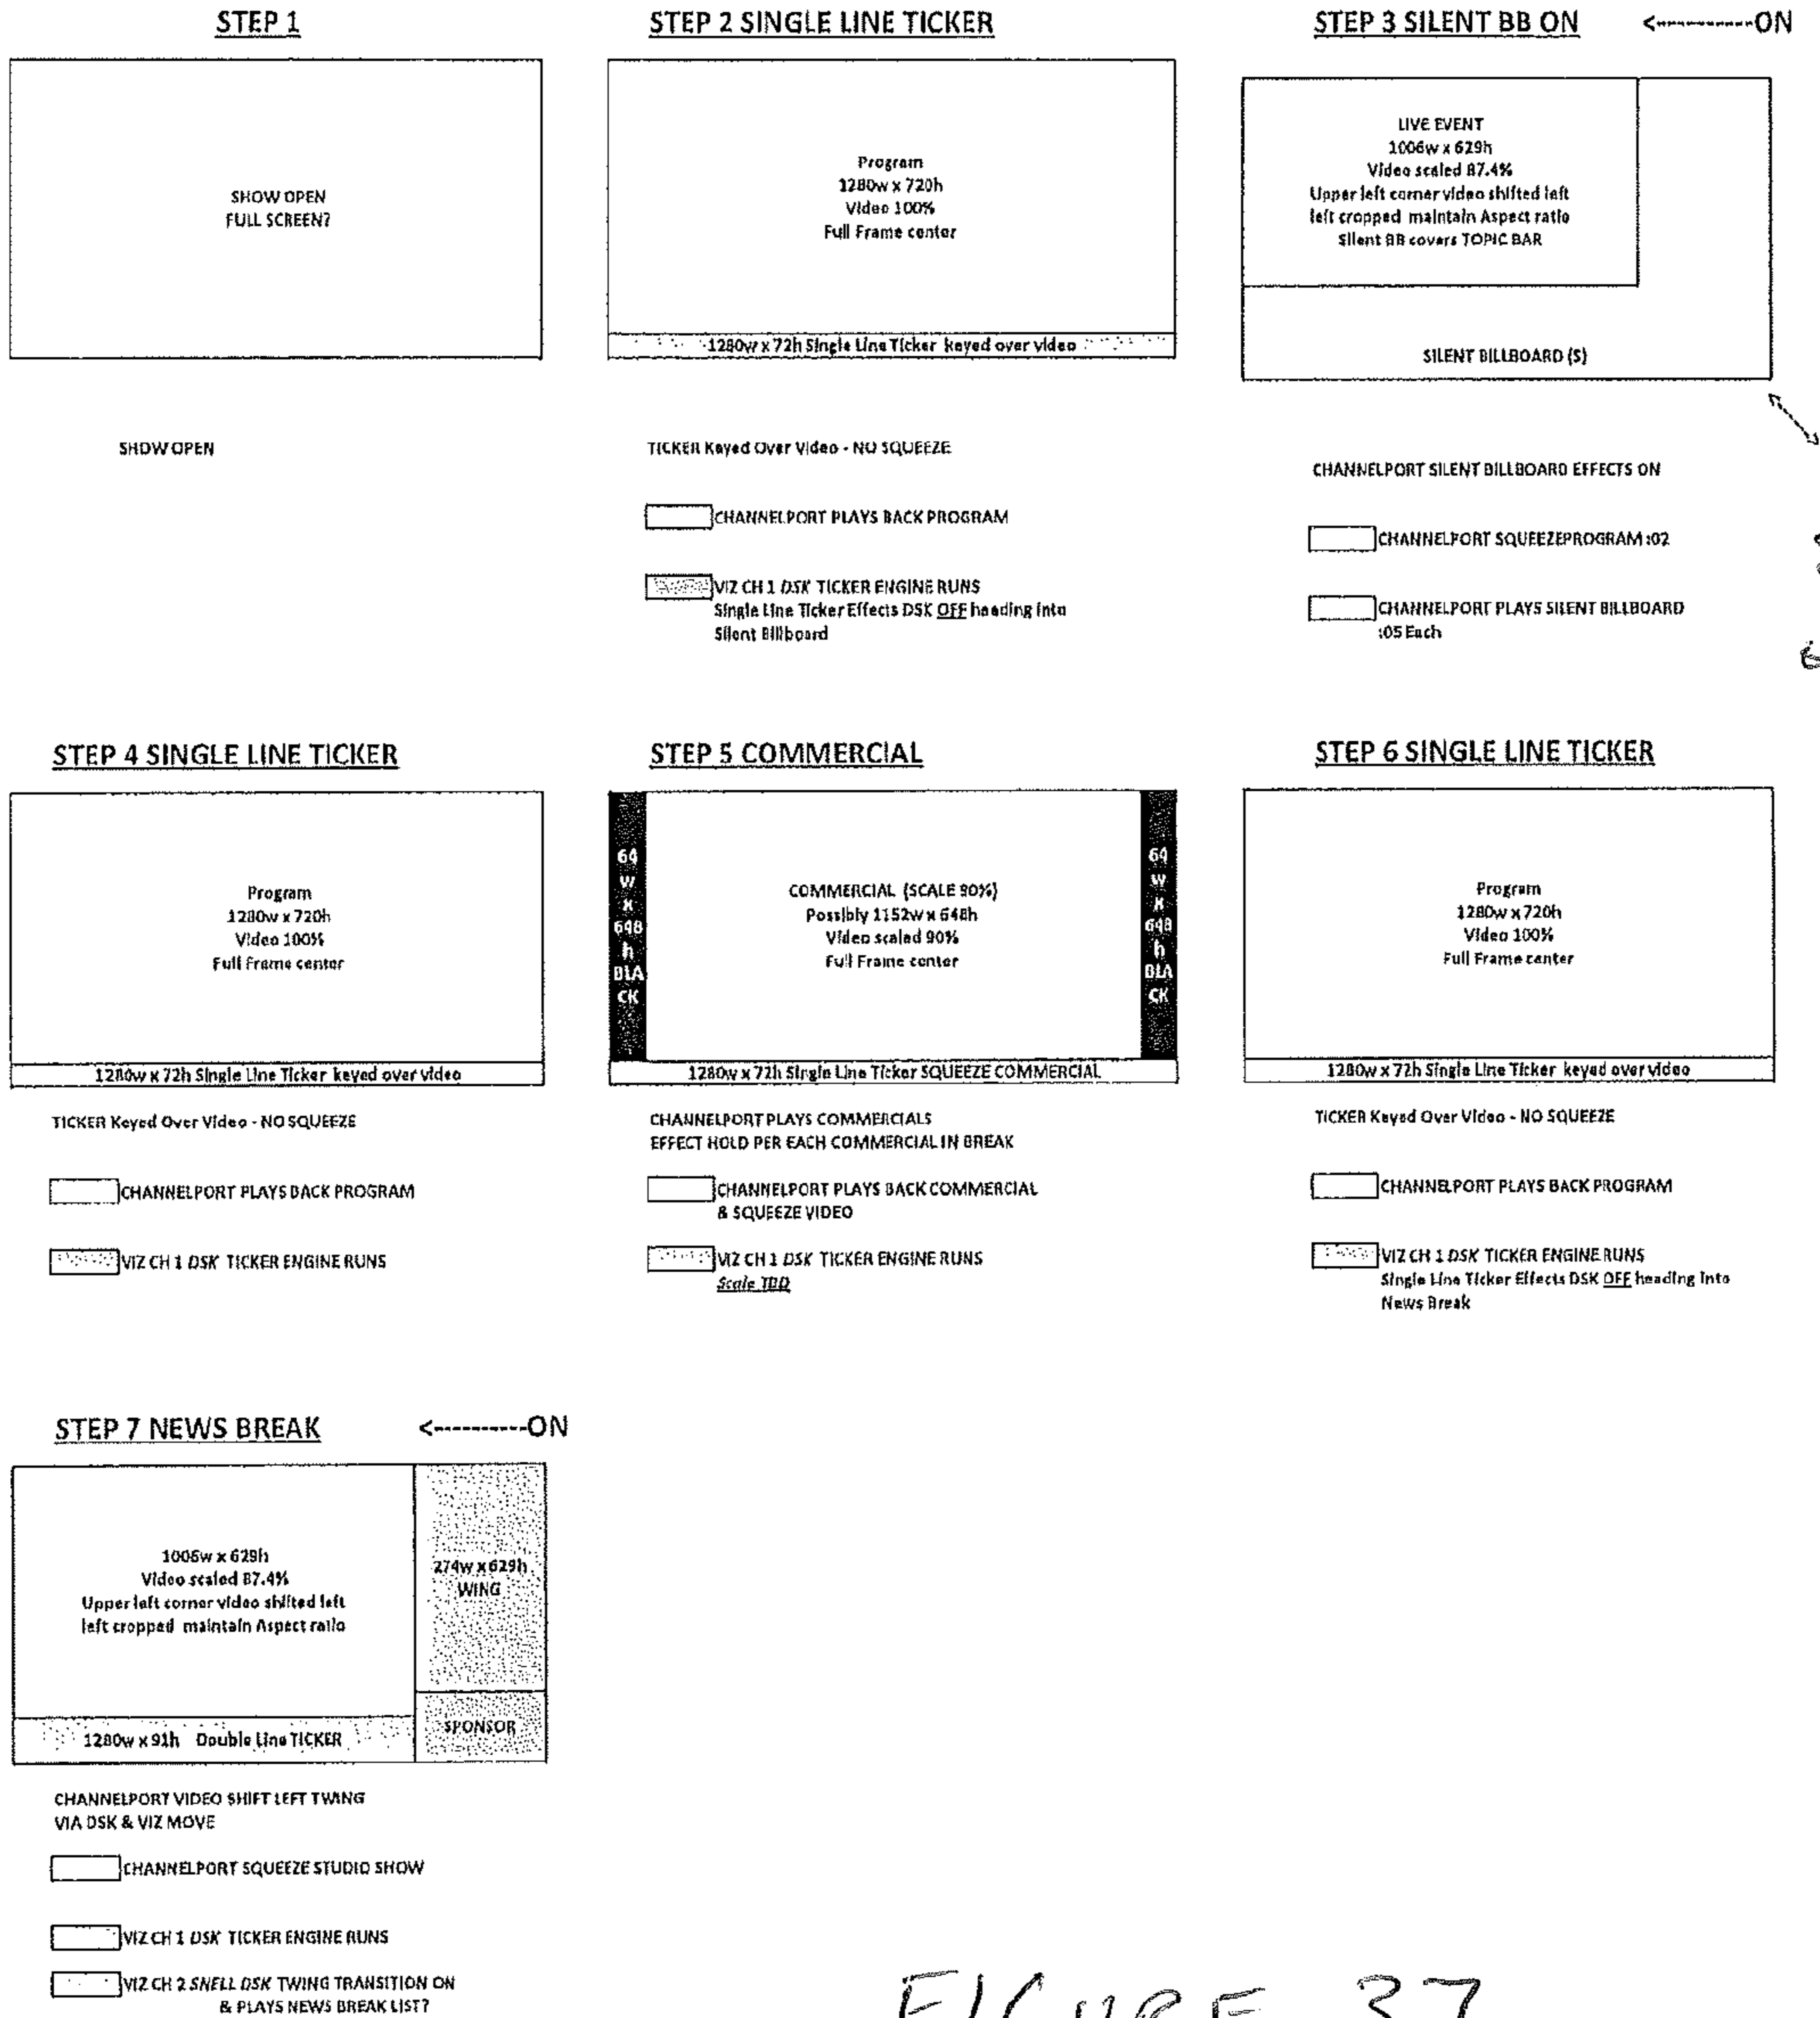 STEP 1
SHOW OPEN
FULL SCREEN?
SHOW OPEN
STEP 2 SINGLE LINE TICKER
Program
1280w x 720h
Video 100%
Full Frame center
1280w x 72h Single Line Ticker keyed over video
TICKER Keyed Over Video - NO SQUEEZE
CHANNELPORT PLAYS BACK PROGRAM
VIZ CH 1 DSK TICKER ENGINE RUNS
Single Line Ticker Effects DSK OFF heading into
Silent Billboard
STEP 3 SILENT BB ON <-----------ON
LIVE EVENT
1006w x 629h
Video scaled 87.4%
Upper left corner video shifted left
left cropped maintain Aspect ratio
Silent BB covers TOPIC BAR
SILENT BILLBOARD (S)
CHANNELPORT SILENT BILLBOARD EFFECTS ON
CHANNELPORT SQUEEZEPROGRAM :02
CHANNELPORT PLAYS SILENT BILLBOARD
:05 Each
STEP 4 SINGLE LINE TICKER
Program
1280w x 720h
Video 100%
Full Frame center
1280w x 72h Single Line Ticker keyed over video
TICKER Keyed Over Video - NO SQUEEZE
CHANNELPORT PLAYS BACK PROGRAM
VIZ CH 1 DSK TICKER ENGINE RUNS
STEP 5 COMMERCIAL
64
w
x
648
h
BLA
CK
COMMERCIAL (SCALE 90%)
Possibly 1152w x 648h
Video scaled 90%
Full Frame center
64
w
x
648
h
BLA
CK
1280w x 72h Single Line Ticker SQUEEZE COMMERCIAL
CHANNELPORT PLAYS COMMERCIALS
EFFECT HOLD PER EACH COMMERCIAL IN BREAK
CHANNELPORT PLAYS BACK COMMERCIAL
& SQUEEZE VIDEO
VIZ CH 1 DSK TICKER ENGINE RUNS
Scale TBD
STEP 6 SINGLE LINE TICKER
Program
1280w x 720h
Video 100%
Full Frame center
1280w x 72h Single Line Ticker keyed over video
TICKER Keyed Over Video - NO SQUEEZE
CHANNELPORT PLAYS BACK PROGRAM
VIZ CH 1 DSK TICKER ENGINE RUNS
Single Line Ticker Effects DSK OFF heading into
News Break
STEP 7 NEWS BREAK <----------ON
1006w x 629h
Video scaled 87.4%
Upper left corner video shifted left
left cropped maintain Aspect ratio
274w x 629h
WING
1280w x 91h Double Line TICKER
SPONSOR
CHANNELPORT VIDEO SHIFT LEFT TWING
VIA DSK & VIZ MOVE
CHANNELPORT SQUEEZE STUDIO SHOW
VIZ CH 1 DSK TICKER ENGINE RUNS
VIZ CH 2 SNELL DSK TWING TRANSITION ON
& PLAYS NEWS BREAK LIST?
FIGURE 37